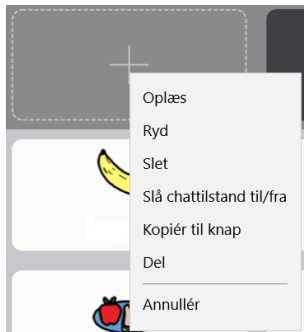 Oplæs
Ryd
Slet
Slå chattilstand til/fra
Kopiér til knap
Del
Annullér